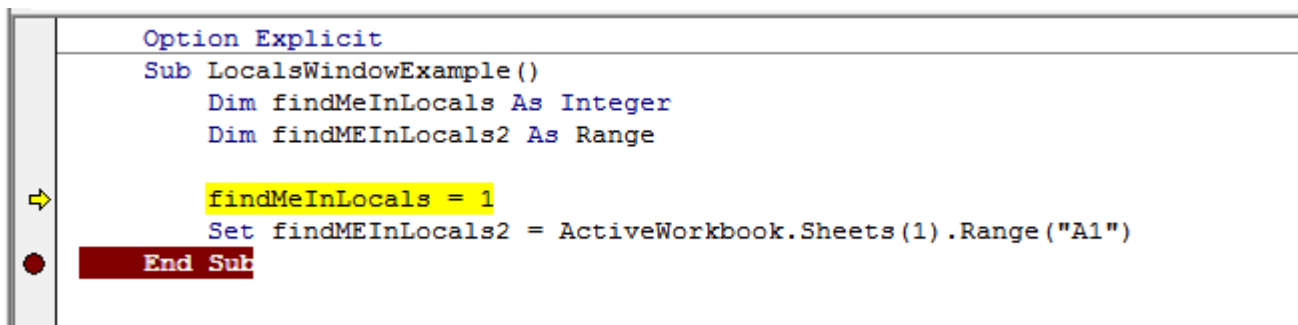 Option Explicit
Sub LocalsWindowExample()
Dim findMeInLocals As Integer
Dim findMEInLocals2 As Range
findMeInLocals = 1
Set findMEInLocals2 = ActiveWorkbook.Sheets(1).Range("A1")
End Sub